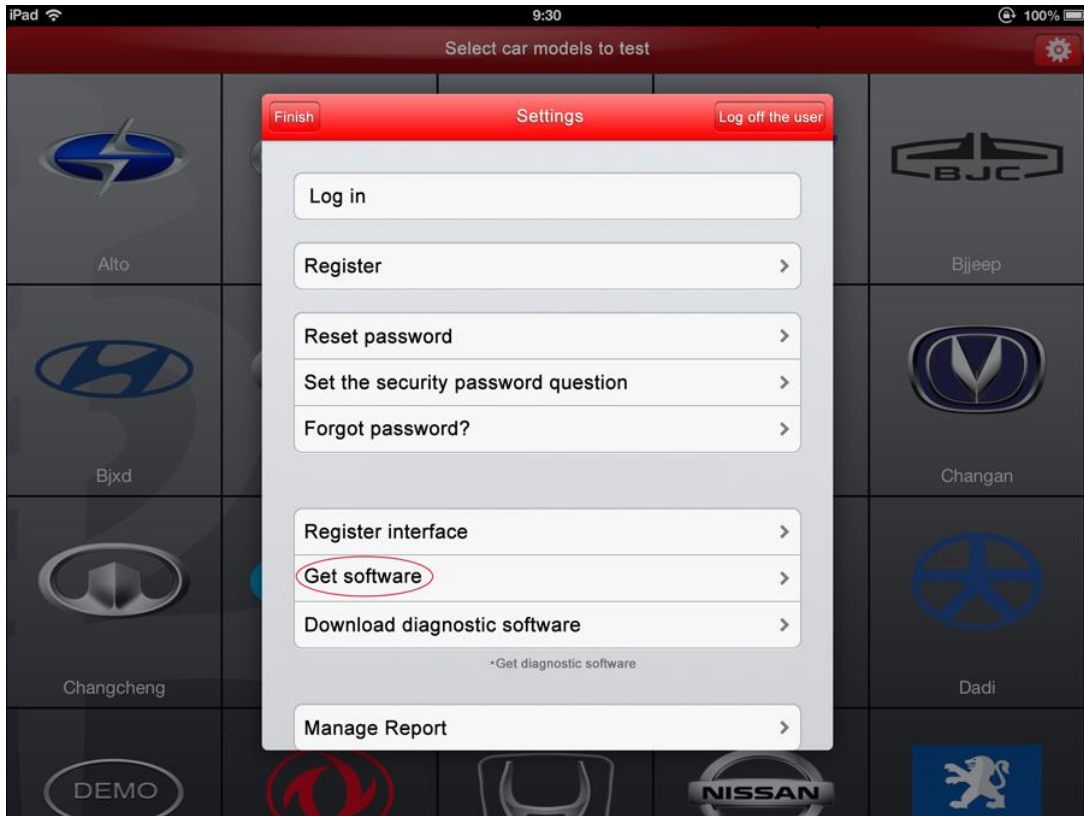 iPad 9:30 100%
Select car models to test
Finish Settings Log off the user
Log in
Register
Reset password
Set the security password question
Forgot password?
Register interface
Get software
Download diagnostic software
•Get diagnostic software
Manage Report
BJC
Alto Bjjeep
Bjxd Changan
Changcheng Dadi
DEMO NISSAN